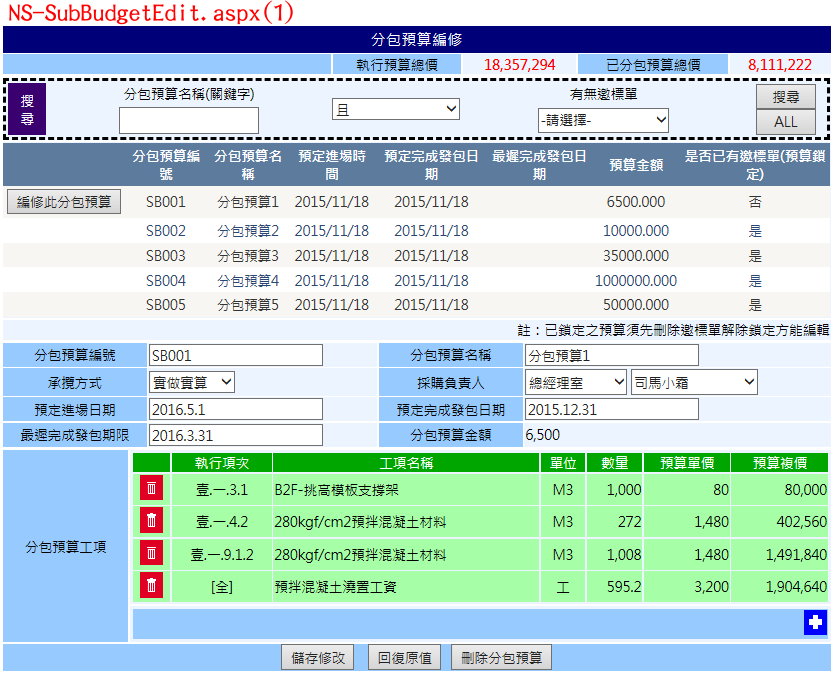 NS-SubBudgetEdit.aspx(1)
分包預算編修
執行預算總價 18,357,294 已分包預算總價 8,111,222
搜尋 分包預算名稱(關鍵字) 且 有無邀標單 -請選擇- 搜尋 ALL
分包預算編號 分包預算名稱 預定進場時間 預定完成發包日期 最遲完成發包日期 預算金額 是否已有邀標單(預算鎖定)
編修此分包預算 SB001 分包預算1 2015/11/18 2015/11/18 6500.000 否
SB002 分包預算2 2015/11/18 2015/11/18 10000.000 是
SB003 分包預算3 2015/11/18 2015/11/18 35000.000 是
SB004 分包預算4 2015/11/18 2015/11/18 1000000.000 是
SB005 分包預算5 2015/11/18 2015/11/18 50000.000 是
註：已鎖定之預算須先刪除邀標單解除鎖定方能編輯
分包預算編號 SB001 分包預算名稱 分包預算1
承攬方式 實做實算 採購負責人 總經理室 司馬小霜
預定進場日期 2016.5.1 預定完成發包日期 2015.12.31
最遲完成發包期限 2016.3.31 分包預算金額 6,500
分包預算工項
執行項次 工項名稱 單位 數量 預算單價 預算複價
壹.一.3.1 B2F-挑高模板支撐架 M3 1,000 80 80,000
壹.一.4.2 280kgf/cm2預拌混凝土材料 M3 272 1,480 402,560
壹.一.9.1.2 280kgf/cm2預拌混凝土材料 M3 1,008 1,480 1,491,840
[全] 預拌混凝土澆置工資 工 595.2 3,200 1,904,640
儲存修改 回復原值 刪除分包預算